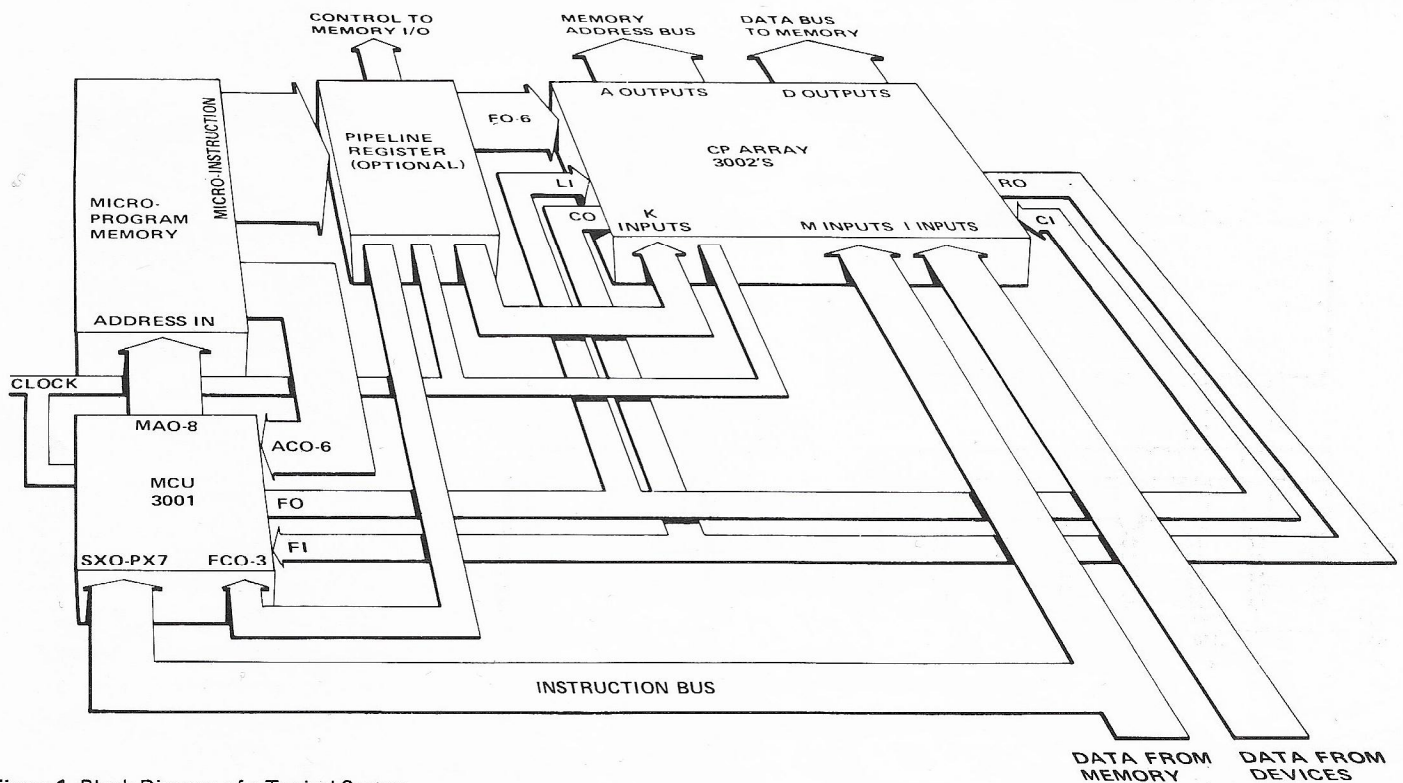 CONTROL TO
MEMORY I/O
MEMORY
ADDRESS BUS
DATA BUS
TO MEMORY
MICRO-INSTRUCTION
MICRO-
PROGRAM
MEMORY
ADDRESS IN
PIPELINE
REGISTER
(OPTIONAL)
FO-6
A OUTPUTS
D OUTPUTS
CP ARRAY
3002'S
LI
CO
K
INPUTS
M INPUTS
I INPUTS
RO
CI
CLOCK
MAO-8
ACO-6
MCU
3001
FO
FI
SXO-PX7
FCO-3
INSTRUCTION BUS
DATA FROM
MEMORY
DATA FROM
DEVICES